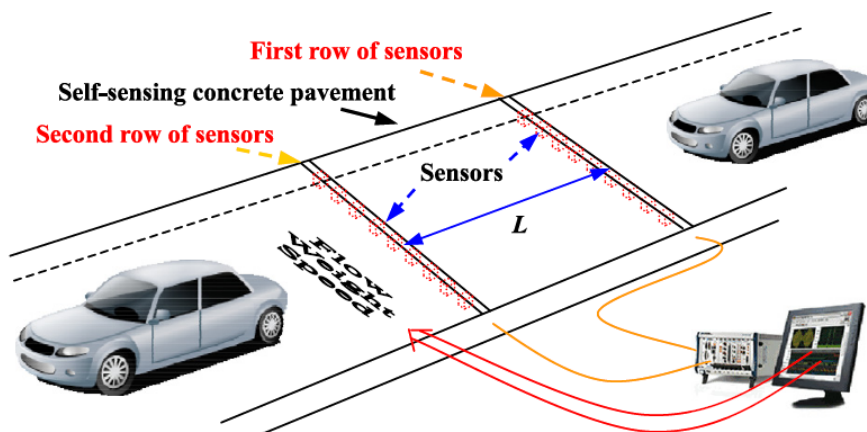 First row of sensors
Self-sensing concrete pavement
Second row of sensors
Sensors
L
Flow
Weight
Speed